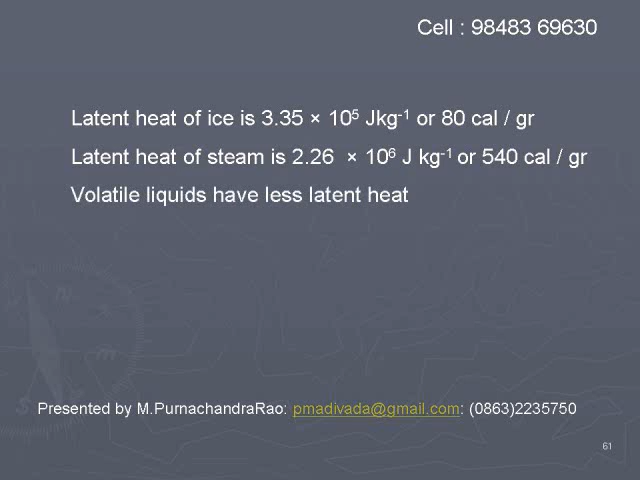 Cell : 98483 69630
Latent heat of ice is 3.35 × 10⁵ Jkg⁻¹ or 80 cal / gr
Latent heat of steam is 2.26 × 10⁶ J kg⁻¹ or 540 cal / gr
Volatile liquids have less latent heat
Presented by M.PurnachandraRao: pmadivada@gmail.com: (0863)2235750
61